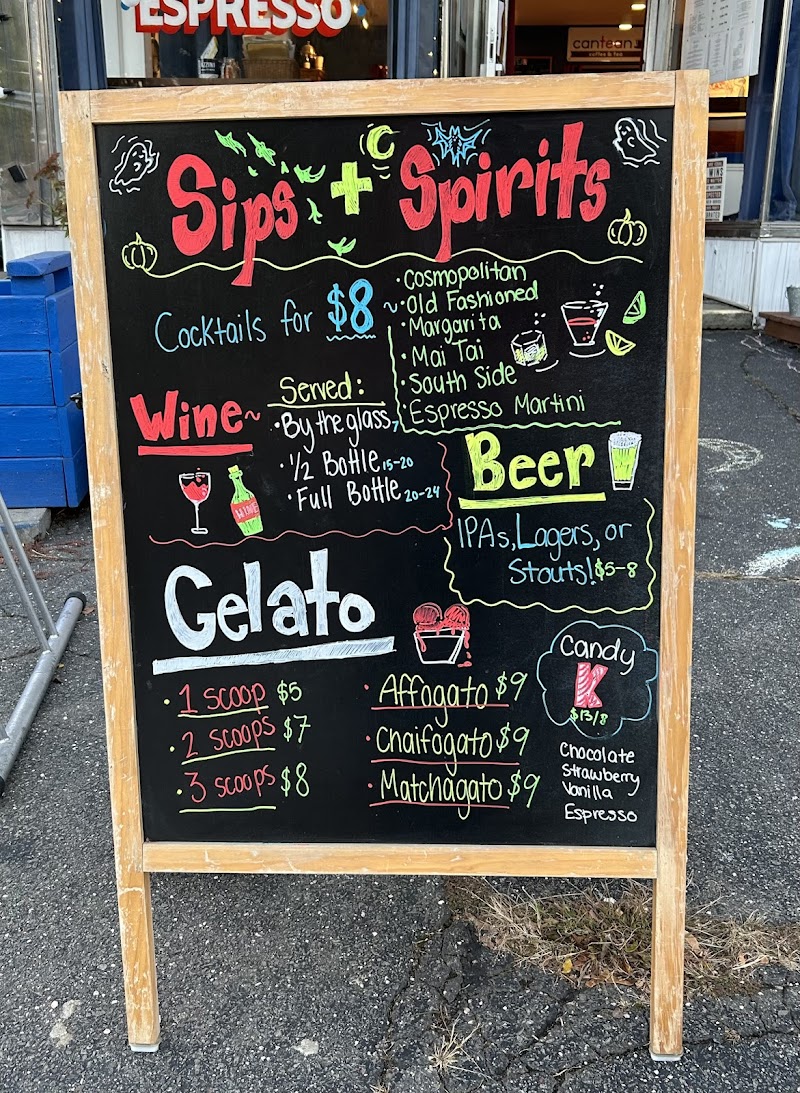 ESPRESSO
canteen
coffee & tea
Sips + Spirits
Cocktails for $8 ~
• Cosmopolitan
• Old Fashioned
• Margarita
• Mai Tai
• South Side
• Espresso Martini
Wine ~
Served:
• By the glass 7
• 1/2 Bottle 15-20
• Full Bottle 20-24
Beer
IPAs, Lagers, or
Stouts! $5-8
Gelato
• 1 scoop $5
• 2 scoops $7
• 3 scoops $8
• Affogato $9
• Chaifogato $9
• Matchagato $9
Candy
K
$13/8
Chocolate
Strawberry
Vanilla
Espresso